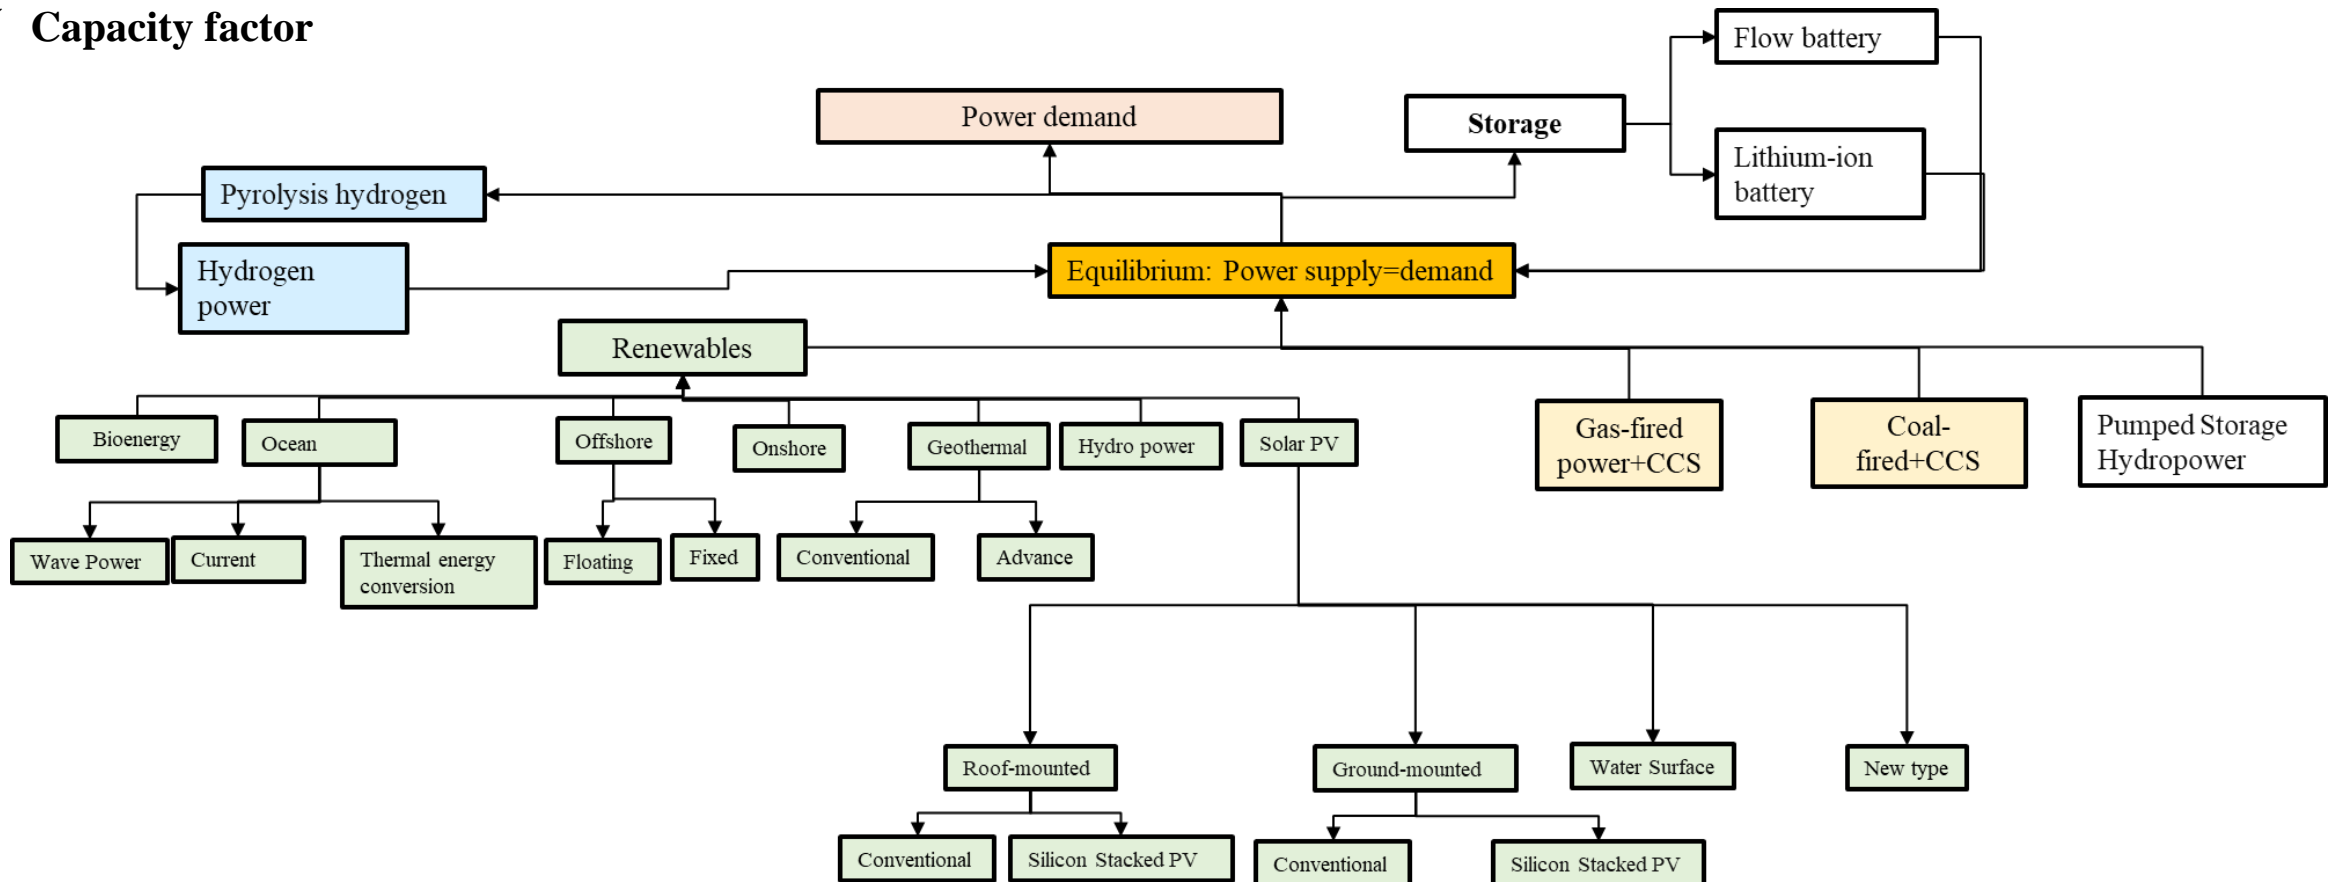 Capacity factor
Flow battery
Power demand
Storage
Lithium-ion
battery
Pyrolysis hydrogen
Hydrogen
power
Equilibrium: Power supply=demand
Renewables
Bioenergy
Ocean
Offshore
Onshore
Geothermal
Hydro power
Solar PV
Gas-fired
power+CCS
Coal-
fired+CCS
Pumped Storage
Hydropower
Wave Power
Current
Thermal energy
conversion
Floating
Fixed
Conventional
Advance
Roof-mounted
Ground-mounted
Water Surface
New type
Conventional
Silicon Stacked PV
Conventional
Silicon Stacked PV